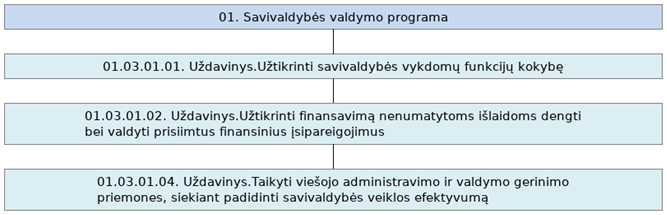 01. Savivaldybės valdymo programa
01.03.01.01. Uždavinys.Užtikrinti savivaldybės vykdomų funkcijų kokybę
01.03.01.02. Uždavinys.Užtikrinti finansavimą nenumatytoms išlaidoms dengti
bei valdyti prisiimtus finansinius įsipareigojimus
01.03.01.04. Uždavinys.Taikyti viešojo administravimo ir valdymo gerinimo
priemones, siekiant padidinti savivaldybės veiklos efektyvumą